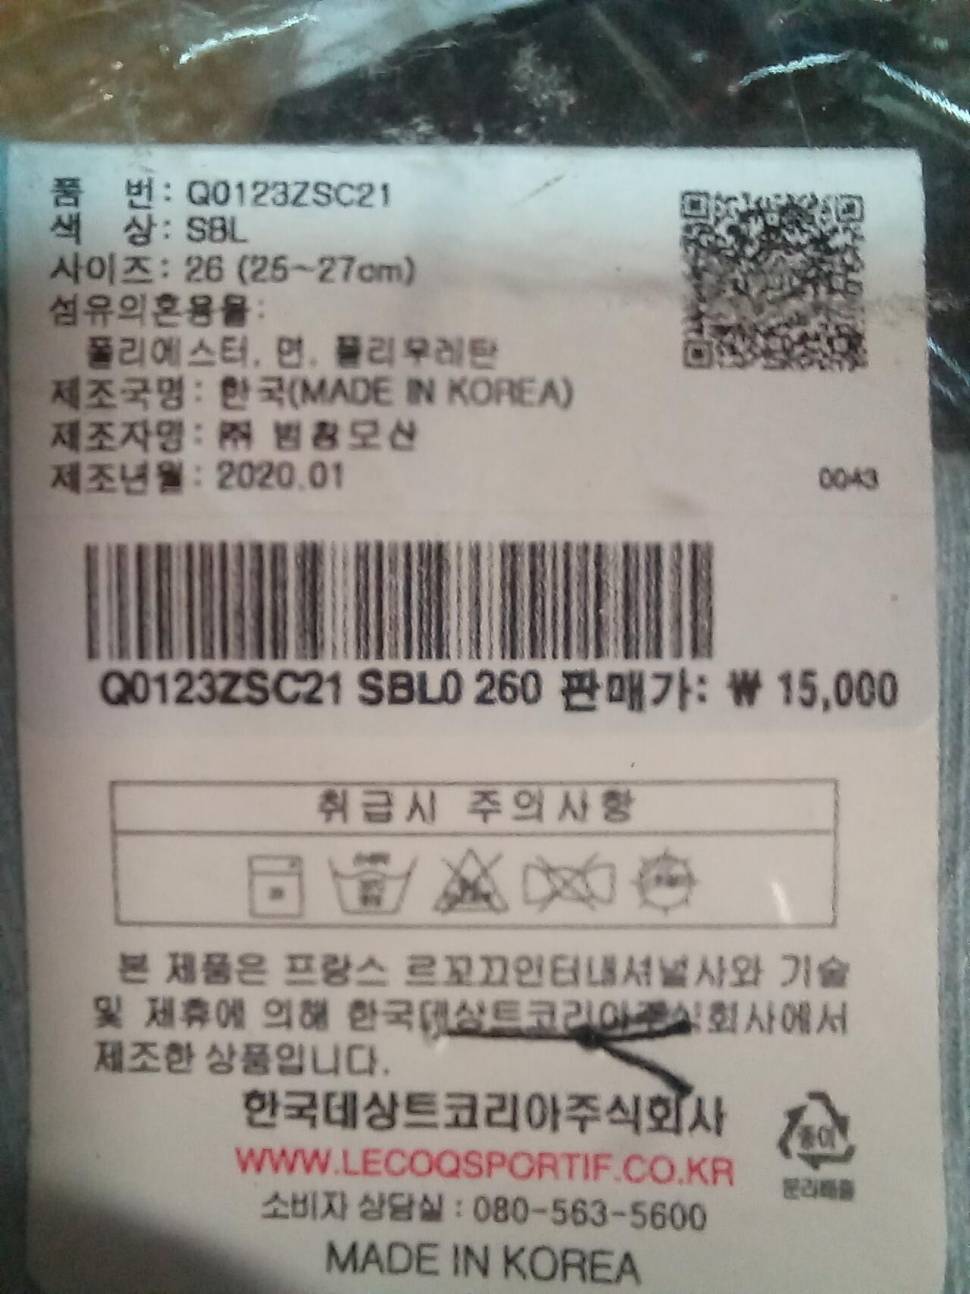 품 번: Q0123ZSC21
색 상: SBL
사이즈: 26 (25~27cm)
섬유의혼용율:
폴리에스터, 면, 폴리우레탄
제조국명: 한국(MADE IN KOREA)
제조자명: ㈜ 범황모산
제조년월: 2020.01
0043
Q0123ZSC21 SBL0 260 판매가: ₩ 15,000
취급시 주의사항
본 제품은 프랑스 르꼬끄인터내셔널사와 기술
및 제휴에 의해 한국데상트코리아주식회사에서
제조한 상품입니다.
한국데상트코리아주식회사
종이
분리배출
WWW.LECOQSPORTIF.CO.KR
소비자 상담실 : 080-563-5600
MADE IN KOREA